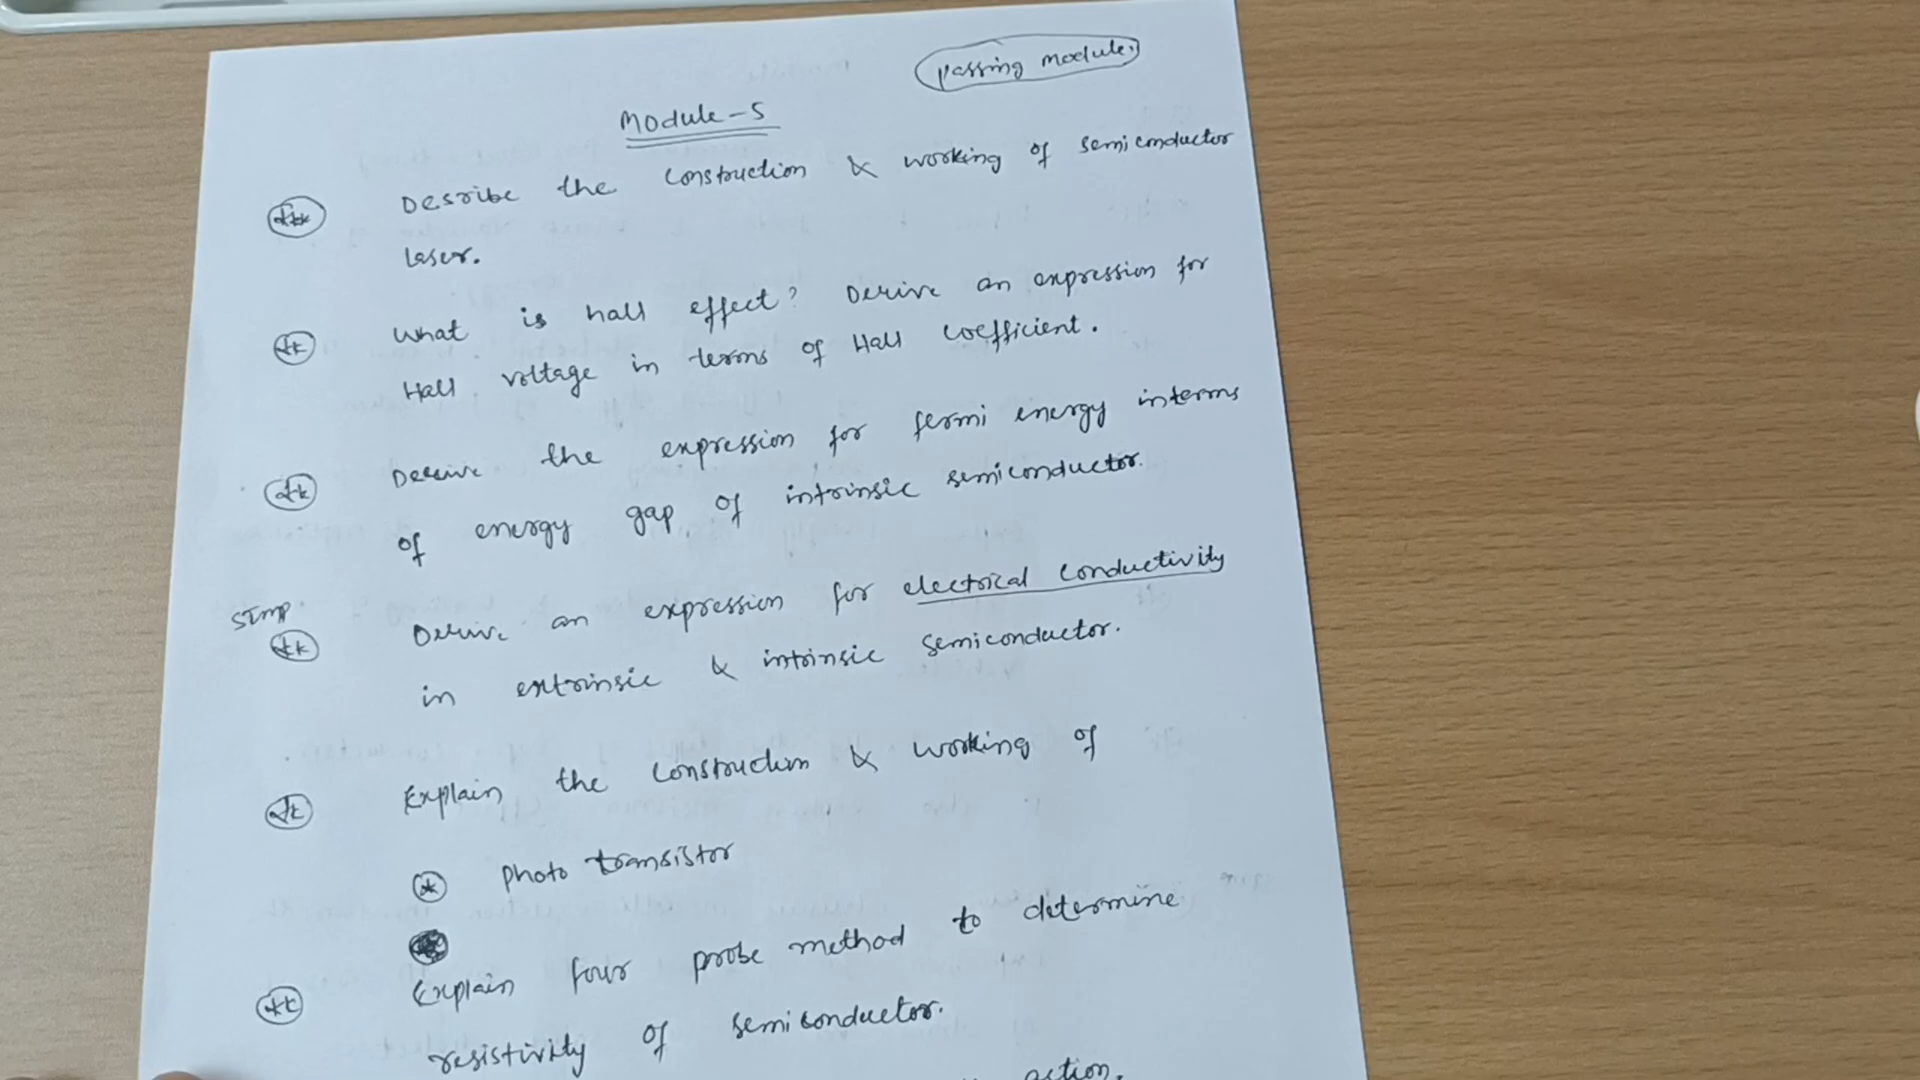 passing module.
Module-5
Describe the construction & working of semiconductor
laser.
What is hall effect? Derive an expression for
Hall voltage in terms of Hall coefficient.
Derive the expression for fermi energy interms
of energy gap of intrinsic semiconductor.
SImp
Derive an expression for electrical conductivity
in extrinsic & intrinsic semiconductor.
Explain the construction & working of
photo transistor
Explain four probe method to determine
resistivity of semiconductor.
action.